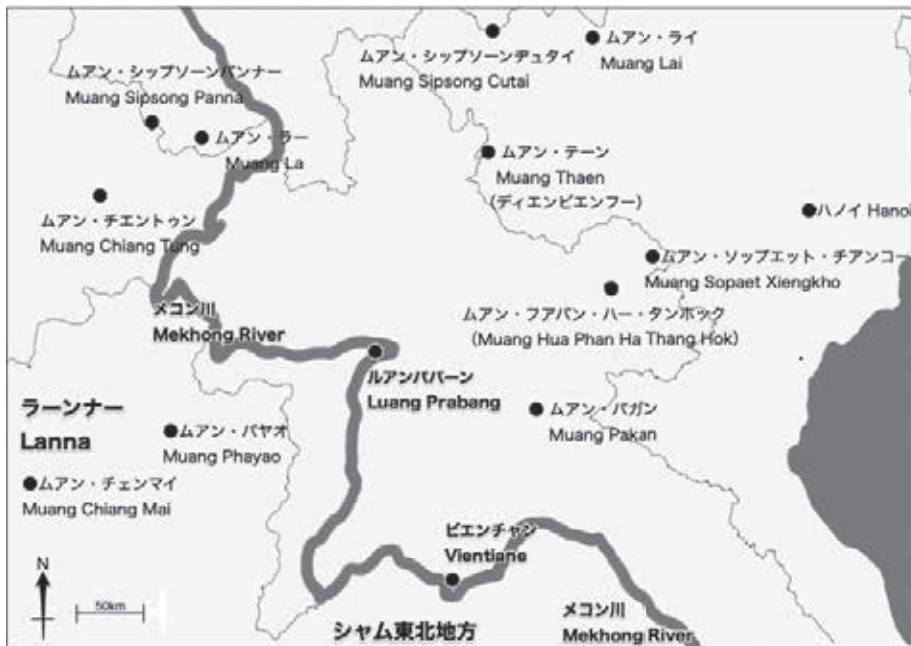 ムアン・シップソーンパンナー
Muang Sipsong Panna
ムアン・シップソーンヂュタイ
Muang Sipsong Cutai
ムアン・ライ
Muang Lai
ムアン・ラー
Muang La
ムアン・テーン
Muang Thaen
(ディエンビエンフー)
ムアン・チエントゥン
Muang Chiang Tung
ハノイ Hanoi
ムアン・ソップエット・チアンコー
Muang Sopaet Xiengkho
メコン川
Mekhong River
ムアン・フアパン・ハー・タンホック
(Muang Hua Phan Ha Thang Hok)
ルアンパバーン
Luang Prabang
ラーンナー
Lanna
ムアン・パヤオ
Muang Phayao
ムアン・パガン
Muang Pakan
ムアン・チェンマイ
Muang Chiang Mai
ビエンチャン
Vientiane
N
50km
シャム東北地方
メコン川
Mekhong River